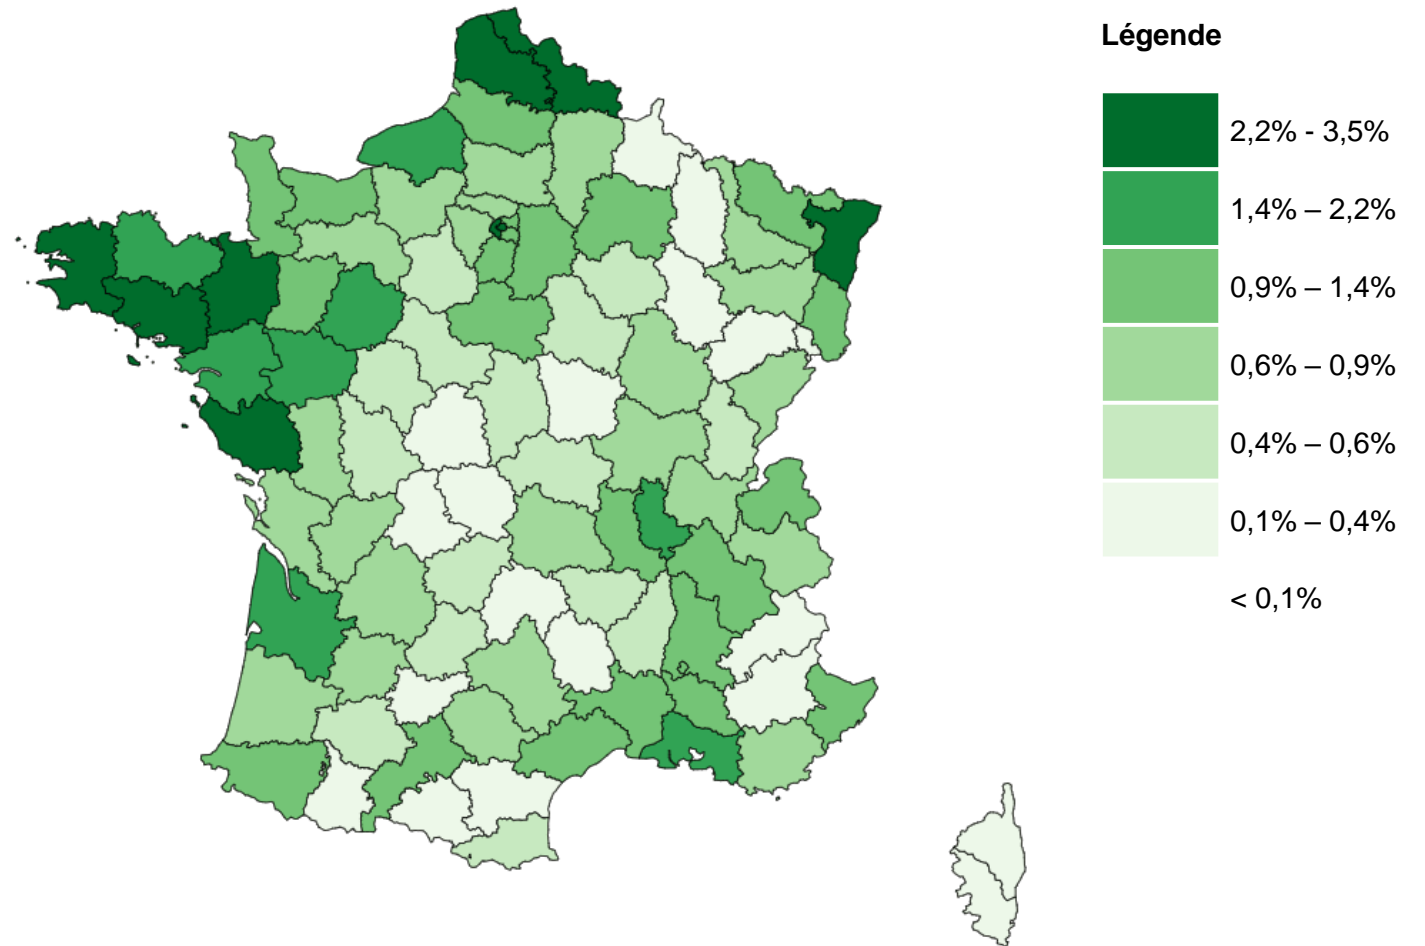 Légende
2,2% - 3,5%
1,4% – 2,2%
0,9% – 1,4%
0,6% – 0,9%
0,4% – 0,6%
0,1% – 0,4%
< 0,1%